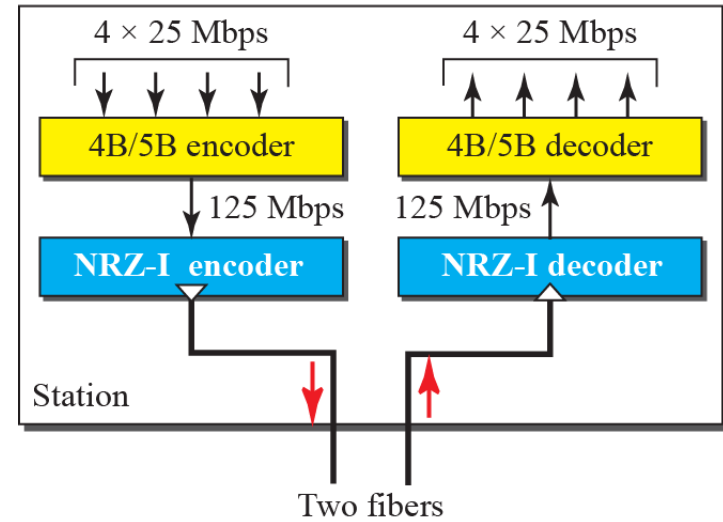 4 × 25 Mbps
4 × 25 Mbps
4B/5B encoder
4B/5B decoder
125 Mbps
125 Mbps
NRZ-I encoder
NRZ-I decoder
Station
Two fibers